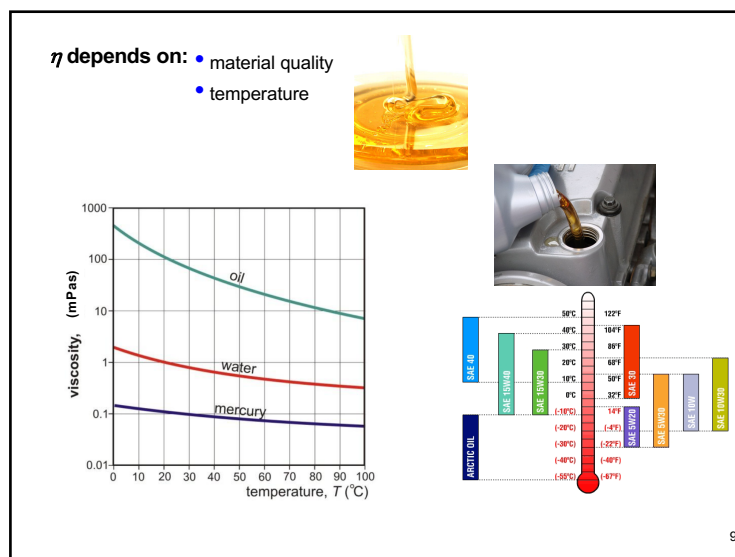 η depends on:
• material quality
• temperature
1000
100
10
1
0.1
0.01
viscosity, (mPas)
oil
water
mercury
0 10 20 30 40 50 60 70 80 90 100
temperature, T (°C)
50°C 122°F
40°C 104°F
30°C 86°F
20°C 68°F
10°C 50°F
0°C 32°F
(-10°C) 14°F
(-20°C) (-4°F)
(-30°C) (-22°F)
(-40°C) (-40°F)
(-55°C) (-67°F)
SAE 40
SAE 15W40
SAE 15W30
ARCTIC OIL
SAE 30
SAE 5W20
SAE 5W30
SAE 10W
SAE 10W30
9